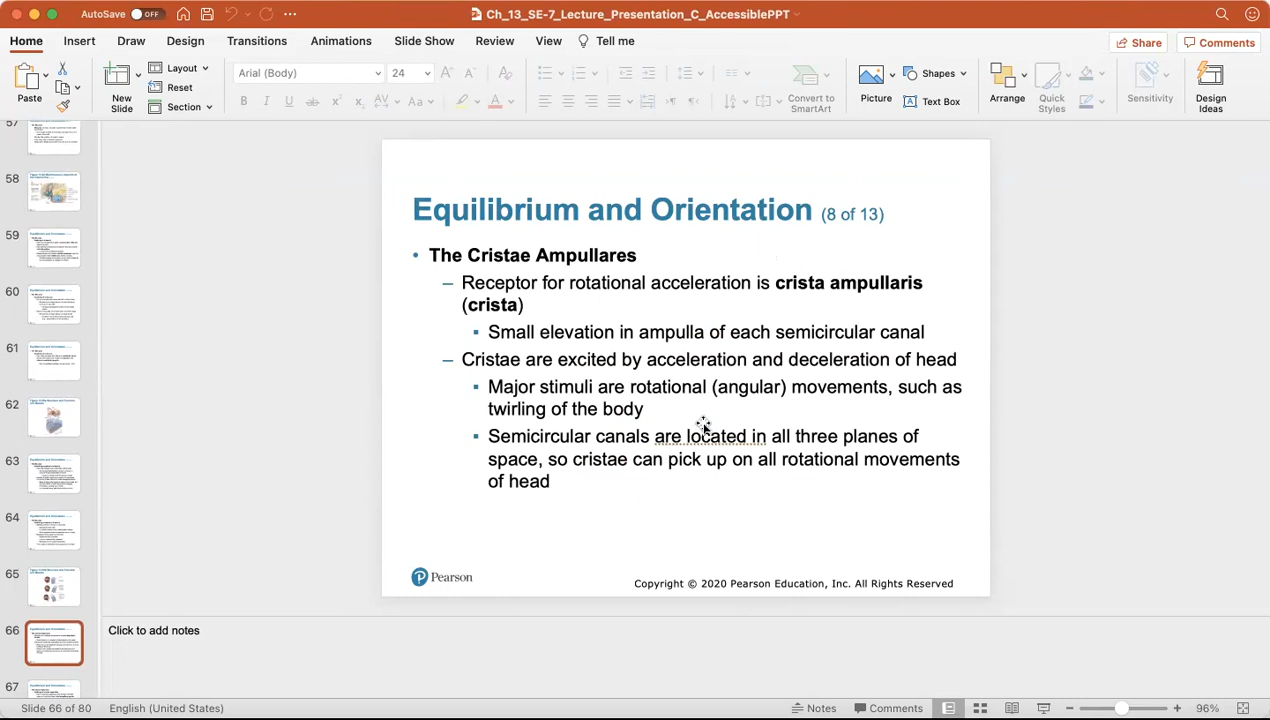 AutoSave OFF
Ch_13_SE-7_Lecture_Presentation_C_AccessiblePPT
Home Insert Draw Design Transitions Animations Slide Show Review View Tell me
Share Comments
Paste
New Slide
Layout
Reset
Section
Arial (Body) 24
Convert to SmartArt
Picture
Shapes
Text Box
Arrange
Quick Styles
Sensitivity
Design Ideas
57
58
59
60
61
62
63
64
65
66
67
Equilibrium and Orientation (8 of 13)
• The Cristae Ampullares
– Receptor for rotational acceleration is crista ampullaris
(crista)
▪ Small elevation in ampulla of each semicircular canal
– Cristae are excited by acceleration and deceleration of head
▪ Major stimuli are rotational (angular) movements, such as
twirling of the body
▪ Semicircular canals are located in all three planes of
space, so cristae can pick up on all rotational movements
of head
Pearson
Copyright © 2020 Pearson Education, Inc. All Rights Reserved
Click to add notes
Slide 66 of 80 English (United States) Notes Comments 96%